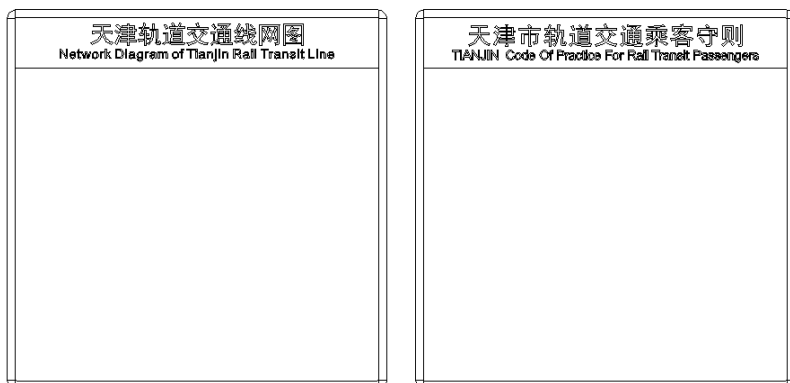 天津轨道交通线网图
Network Diagram of Tianjin Rail Transit Line
天津市轨道交通乘客守则
TIANJIN Code Of Practice For Rail Transit Passengers